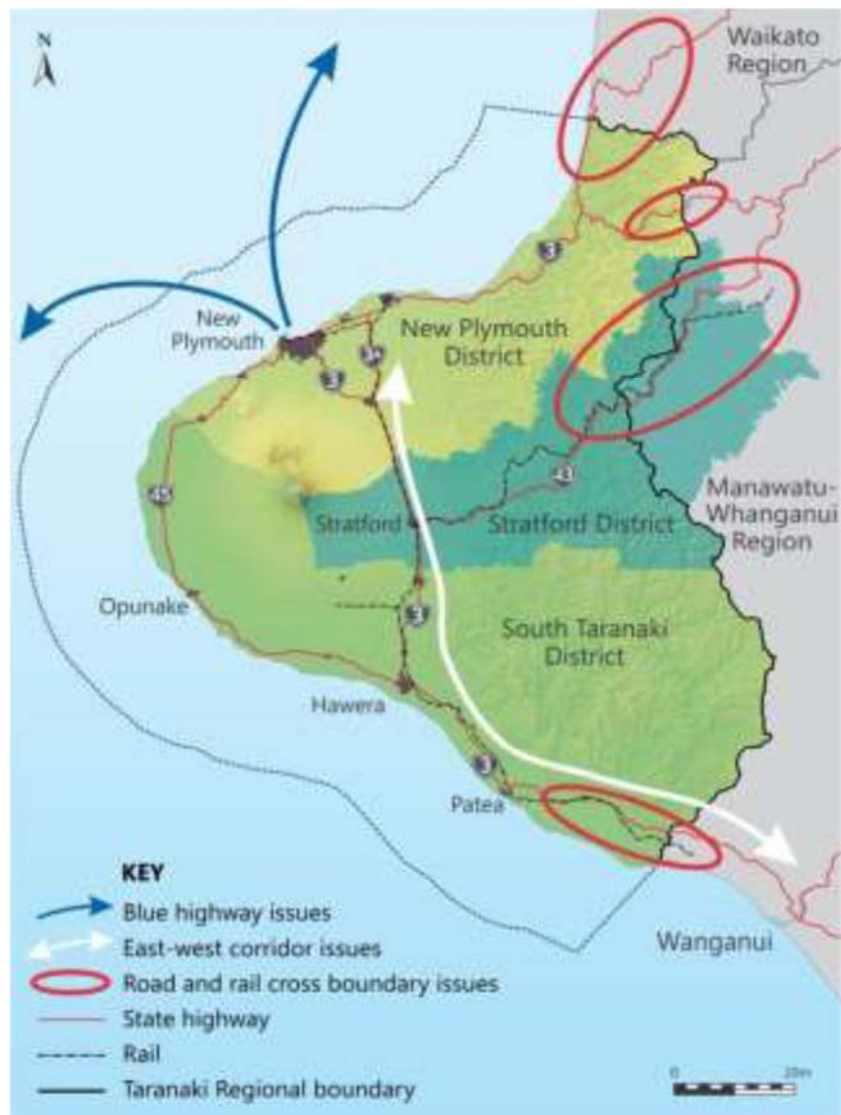 N
Waikato
Region
3
New
Plymouth
New Plymouth
District
3A
3
45
43
Manawatu-
Whanganui
Region
Stratford
Stratford District
Opunake
3
South Taranaki
District
Hawera
3
Patea
KEY
Blue highway issues
East-west corridor issues
Wanganui
Road and rail cross boundary issues
State highway
Rail
0
Taranaki Regional boundary